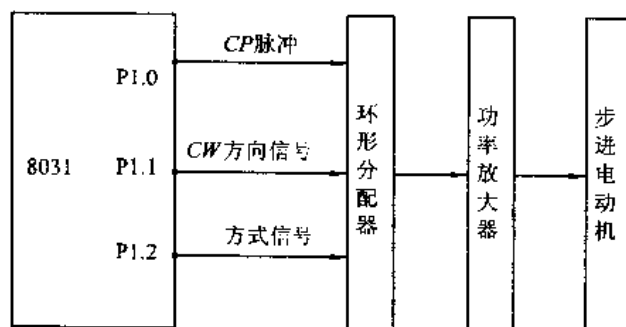 8031
P1.0
CP脉冲
P1.1
CW方向信号
P1.2
方式信号
环形分配器
功率放大器
步进电动机